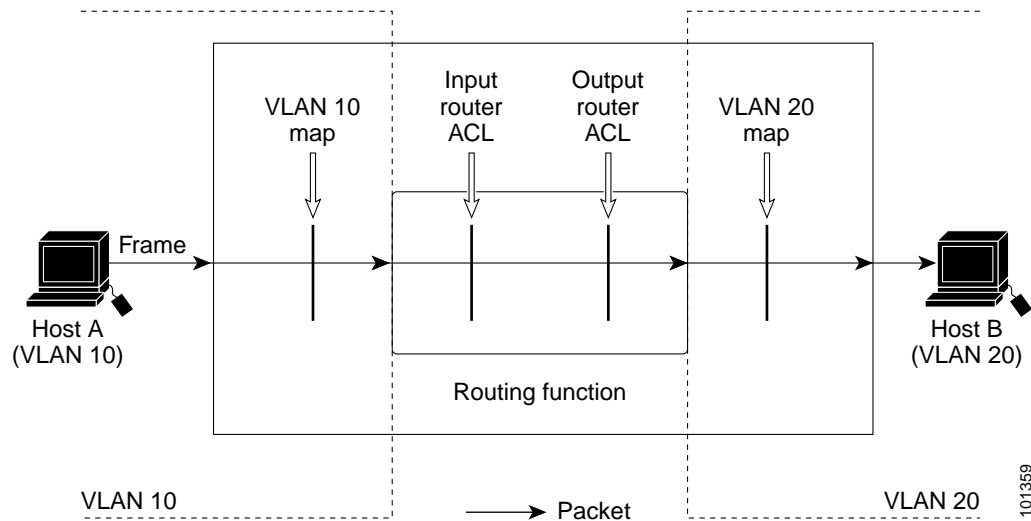 VLAN 10
map
Input
router
ACL
Output
router
ACL
VLAN 20
map
Frame
Host A
(VLAN 10)
Host B
(VLAN 20)
Routing function
VLAN 10
Packet
VLAN 20
101359